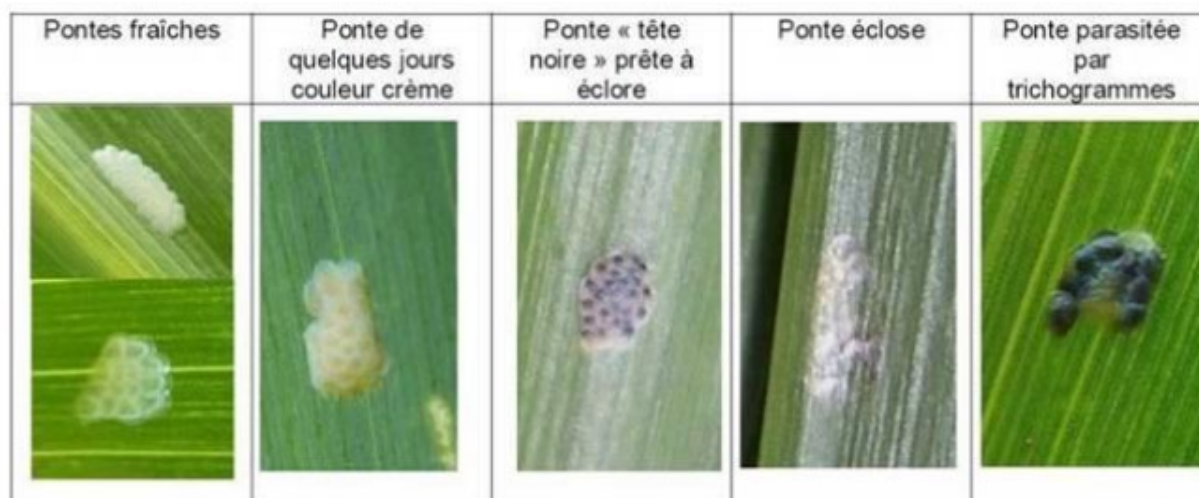 Pontes fraîches
Ponte de
quelques jours
couleur crème
Ponte « tête
noire » prête à
éclore
Ponte éclose
Ponte parasitée
par
trichogrammes